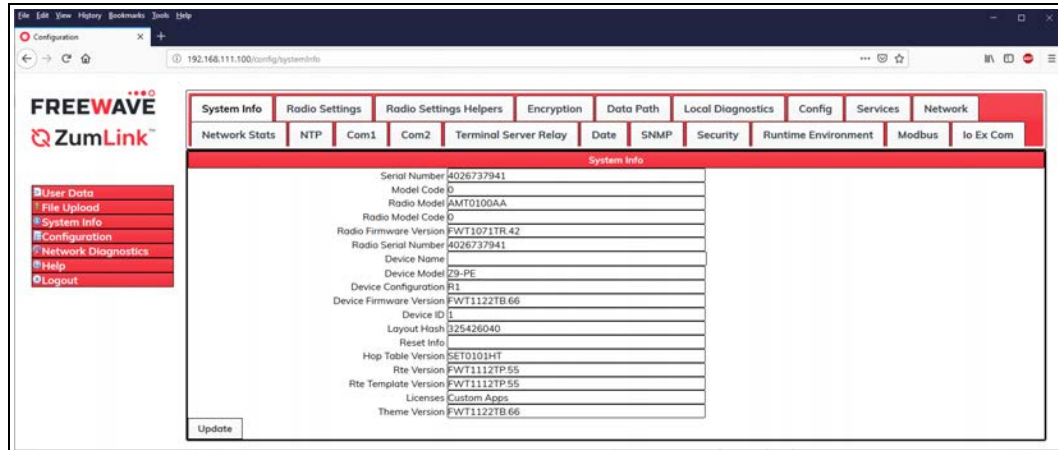 File Edit View History Bookmarks Tools Help
Configuration
192.168.111.100/config/systemInfo
FREEWAVE
ZumLink™
System Info Radio Settings Radio Settings Helpers Encryption Data Path Local Diagnostics Config Services Network
Network Stats NTP Com1 Com2 Terminal Server Relay Date SNMP Security Runtime Environment Modbus Io Ex Com
User Data
File Upload
System Info
Configuration
Network Diagnostics
Help
Logout
System Info
Serial Number 4026737941
Model Code 0
Radio Model AMT0100AA
Radio Model Code 0
Radio Firmware Version FWT1071TR.42
Radio Serial Number 4026737941
Device Name
Device Model Z9-PE
Device Configuration R1
Device Firmware Version FWT1122TB.66
Device ID 1
Layout Hash 325426040
Reset Info
Hop Table Version SET0101HT
Rte Version FWT1112TP.55
Rte Template Version FWT1112TP.55
Licenses Custom Apps
Theme Version FWT1122TB.66
Update